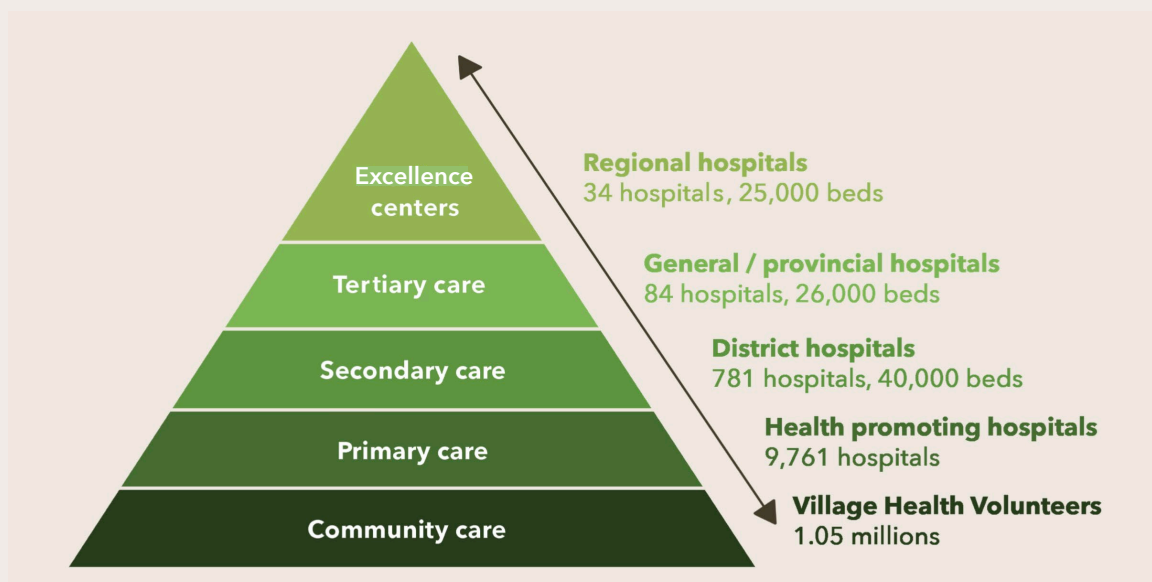 Excellence
centers
Regional hospitals
34 hospitals, 25,000 beds
Tertiary care
General / provincial hospitals
84 hospitals, 26,000 beds
Secondary care
District hospitals
781 hospitals, 40,000 beds
Primary care
Health promoting hospitals
9,761 hospitals
Community care
Village Health Volunteers
1.05 millions